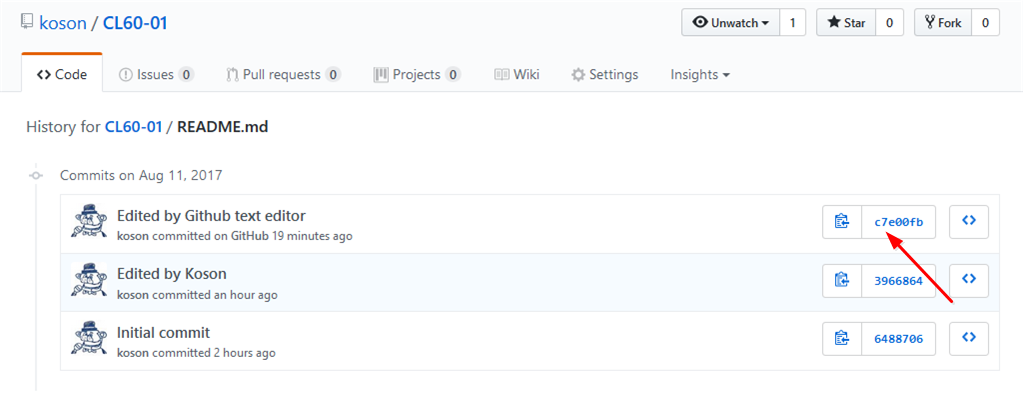 koson / CL60-01
Unwatch 1 Star 0 Fork 0
Code Issues 0 Pull requests 0 Projects 0 Wiki Settings Insights
History for CL60-01 / README.md
Commits on Aug 11, 2017
Edited by Github text editor
koson committed on GitHub 19 minutes ago
c7e00fb
Edited by Koson
koson committed an hour ago
3966864
Initial commit
koson committed 2 hours ago
6488706